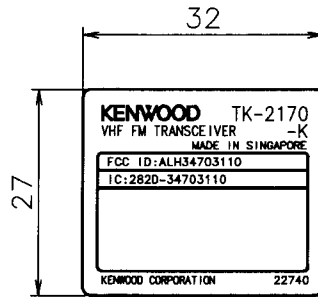 32
27
KENWOOD TK-2170
VHF FM TRANSCEIVER -K
MADE IN SINGAPORE
FCC ID:ALH34703110
IC:282D-34703110
KENWOOD CORPORATION 22740